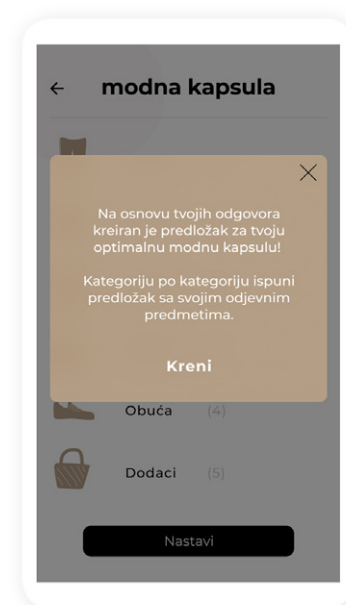 modna kapsula
Na osnovu tvojih odgovora
kreiran je predložak za tvoju
optimalnu modnu kapsulu!
Kategoriju po kategoriju ispuni
predložak sa svojim odjevnim
predmetima.
Kreni
Obuća (4)
Dodaci (5)
Nastavi